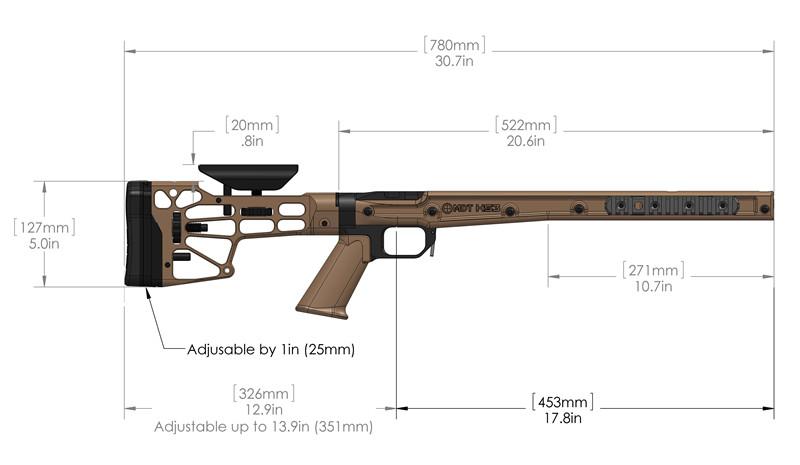 [780mm]
30.7in
[20mm]
.8in
[522mm]
20.6in
[127mm]
5.0in
MDT HS3
[271mm]
10.7in
Adjusable by 1in (25mm)
[326mm]
12.9in
Adjustable up to 13.9in (351mm)
[453mm]
17.8in